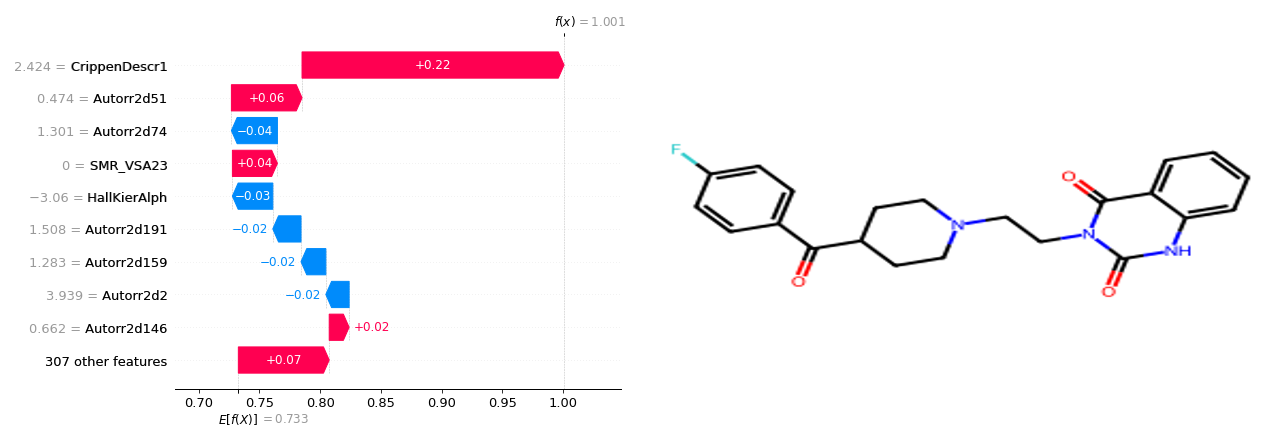 f(x) = 1.001
2.424 = CrippenDescr1
+0.22
0.474 = Autorr2d51
+0.06
1.301 = Autorr2d74
−0.04
0 = SMR_VSA23
+0.04
−3.06 = HallKierAlph
−0.03
1.508 = Autorr2d191
−0.02
1.283 = Autorr2d159
−0.02
3.939 = Autorr2d2
−0.02
0.662 = Autorr2d146
+0.02
307 other features
+0.07
0.70 0.75 0.80 0.85 0.90 0.95 1.00
E[f(X)] = 0.733
F
O
N
O
N
NH
O